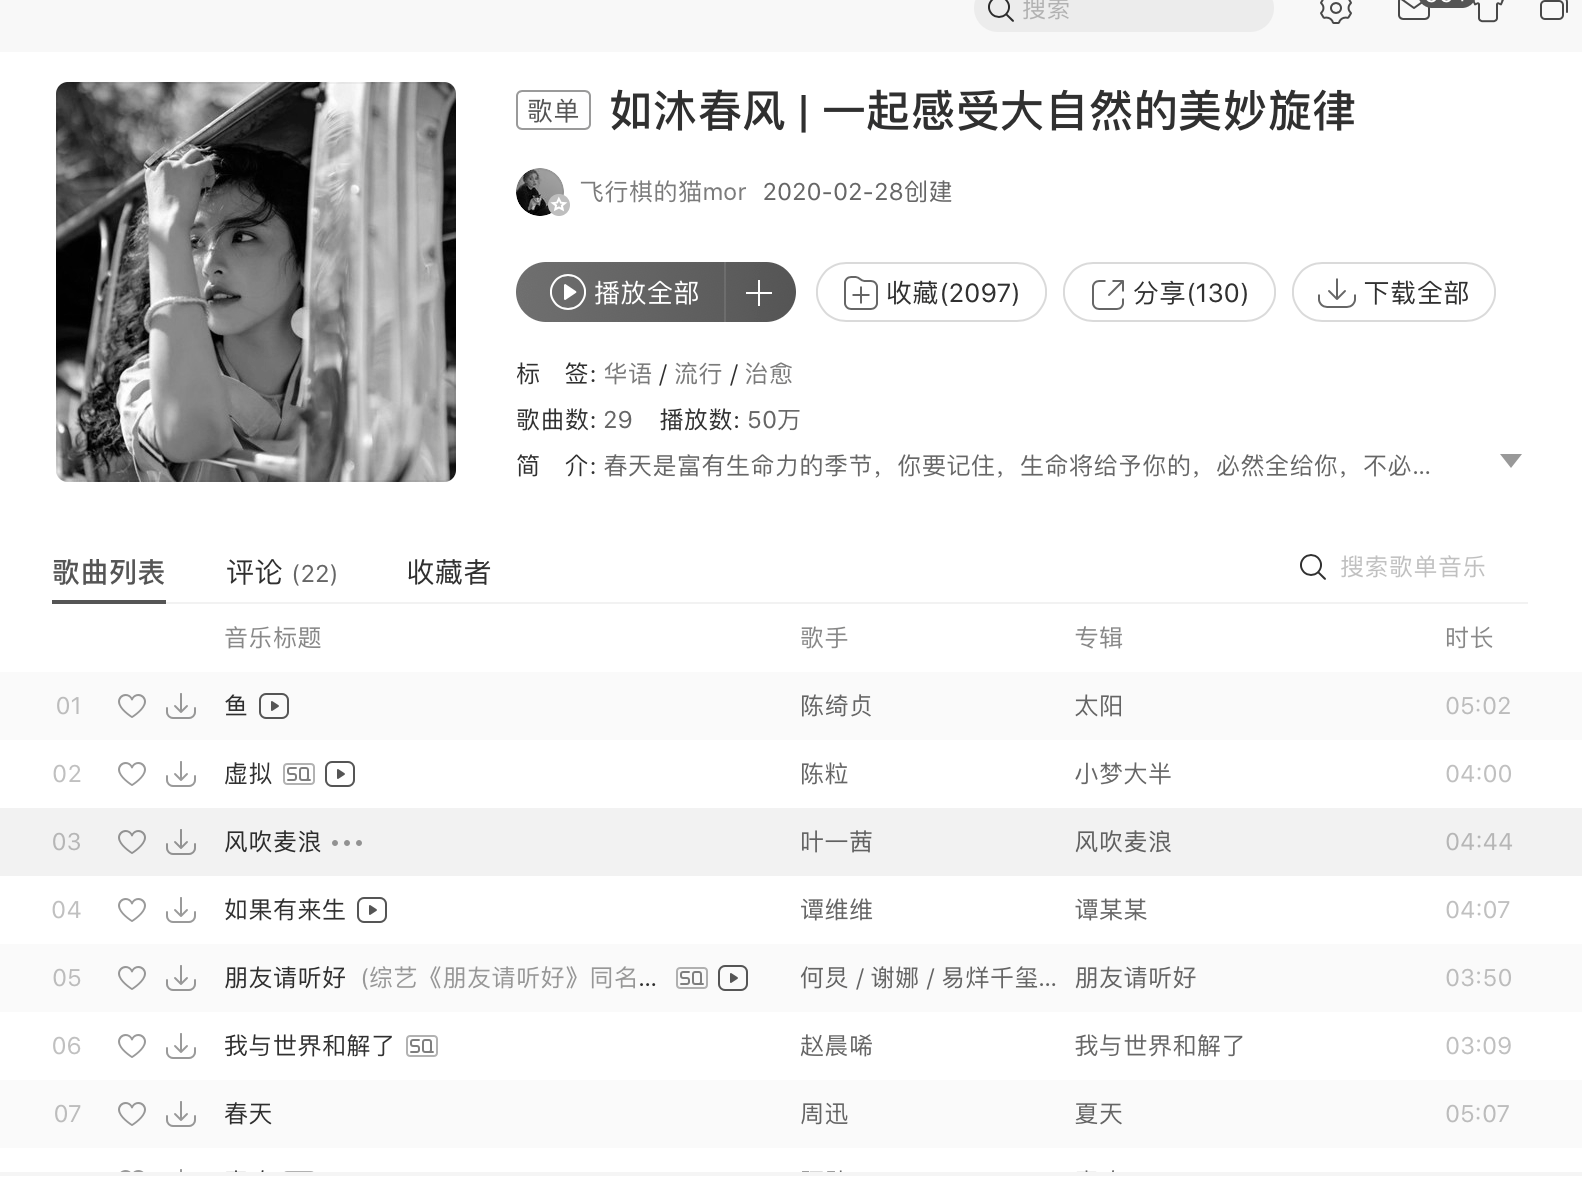 搜索
歌单 如沐春风 | 一起感受大自然的美妙旋律
飞行棋的猫mor 2020-02-28创建
播放全部 收藏(2097) 分享(130) 下载全部
标 签: 华语 / 流行 / 治愈
歌曲数: 29 播放数: 50万
简 介: 春天是富有生命力的季节，你要记住，生命将给予你的，必然全给你，不必...
歌曲列表 评论 (22) 收藏者 搜索歌单音乐
音乐标题 歌手 专辑 时长
01 鱼 陈绮贞 太阳 05:02
02 虚拟 SQ 陈粒 小梦大半 04:00
03 风吹麦浪 叶一茜 风吹麦浪 04:44
04 如果有来生 谭维维 谭某某 04:07
05 朋友请听好 (综艺《朋友请听好》同名... SQ 何炅 / 谢娜 / 易烊千玺... 朋友请听好 03:50
06 我与世界和解了 SQ 赵晨唏 我与世界和解了 03:09
07 春天 周迅 夏天 05:07